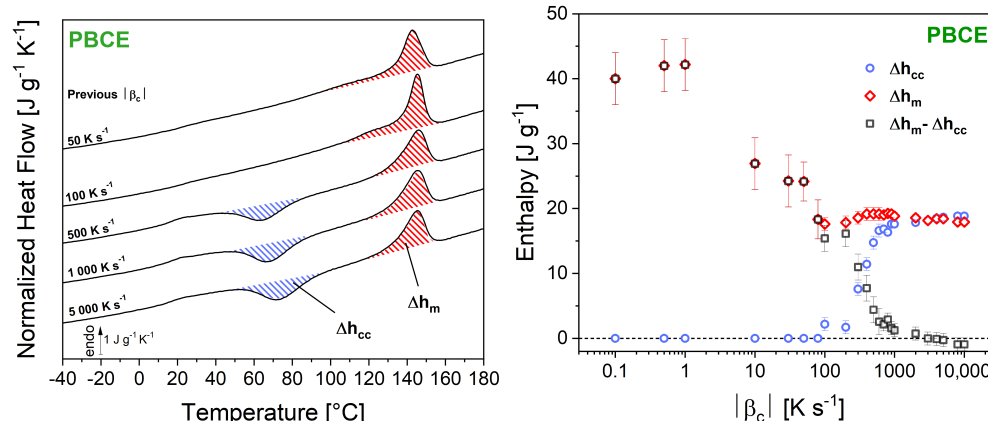 PBCE
Previous |βc|
50 K s⁻¹
100 K s⁻¹
500 K s⁻¹
1 000 K s⁻¹
5 000 K s⁻¹
endo
1 J g⁻¹ K⁻¹
Δhcc
Δhm
Normalized Heat Flow [J g⁻¹ K⁻¹]
-40 -20 0 20 40 60 80 100 120 140 160 180
Temperature [°C]
PBCE
Δhcc
Δhm
Δhm- Δhcc
Enthalpy [J g⁻¹]
50
40
30
20
10
0
0.1 1 10 100 1000 10,000
|βc| [K s⁻¹]